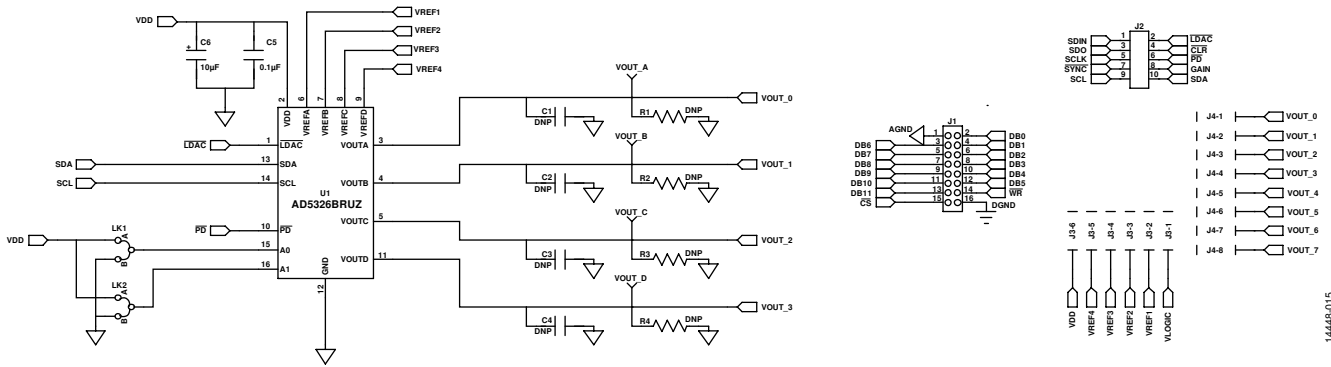 VDD
C6
+
10µF
C5
0.1µF
VREF1
VREF2
VREF3
VREF4
2
6
7
8
9
VDD
VREFA
VREFB
VREFC
VREFD
LDAC
1
LDAC
SDA
13
SDA
SCL
14
SCL
U1
AD5326BRUZ
PD
10
PD
VDD
LK1
A
B
15
A0
LK2
A
B
16
A1
GND
12
VOUTA
3
VOUTB
4
VOUTC
5
VOUTD
11
VOUT_A
VOUT_0
C1
DNP
R1
DNP
VOUT_B
VOUT_1
C2
DNP
R2
DNP
VOUT_C
VOUT_2
C3
DNP
R3
DNP
VOUT_D
VOUT_3
C4
DNP
R4
DNP
J2
SDIN 1 2 LDAC
SDO 3 4 CLR
SCLK 5 6 PD
SYNC 7 8 GAIN
SCL 9 10 SDA
J1
AGND 1 2 DB0
DB6 3 4 DB1
DB7 5 6 DB2
DB8 7 8 DB3
DB9 9 10 DB4
DB10 11 12 DB5
DB11 13 14 WR
CS 15 16
DGND
J4-1 VOUT_0
J4-2 VOUT_1
J4-3 VOUT_2
J4-4 VOUT_3
J4-5 VOUT_4
J4-6 VOUT_5
J4-7 VOUT_6
J4-8 VOUT_7
J3-6
J3-5
J3-4
J3-3
J3-2
J3-1
VDD
VREF4
VREF3
VREF2
VREF1
VLOGIC
14448-015